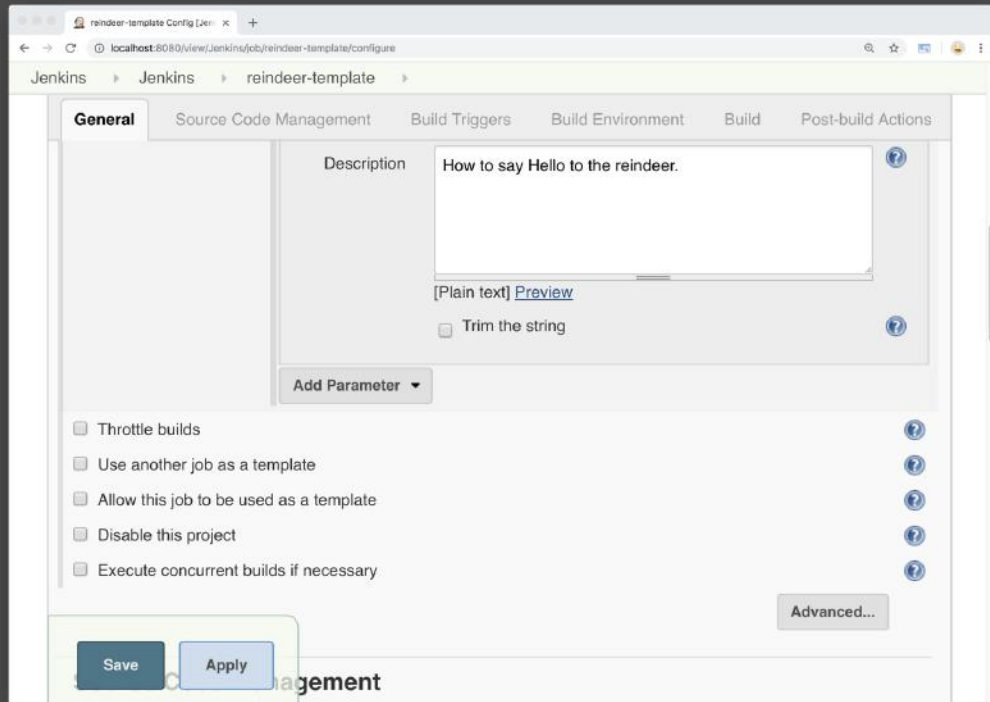 reindeer-template Config [Jen
localhost:8080/view/Jenkins/job/reindeer-template/configure
Jenkins Jenkins reindeer-template
General Source Code Management Build Triggers Build Environment Build Post-build Actions
Description
How to say Hello to the reindeer.
[Plain text] Preview
Trim the string
Add Parameter
Throttle builds
Use another job as a template
Allow this job to be used as a template
Disable this project
Execute concurrent builds if necessary
Advanced...
Save Apply
agement